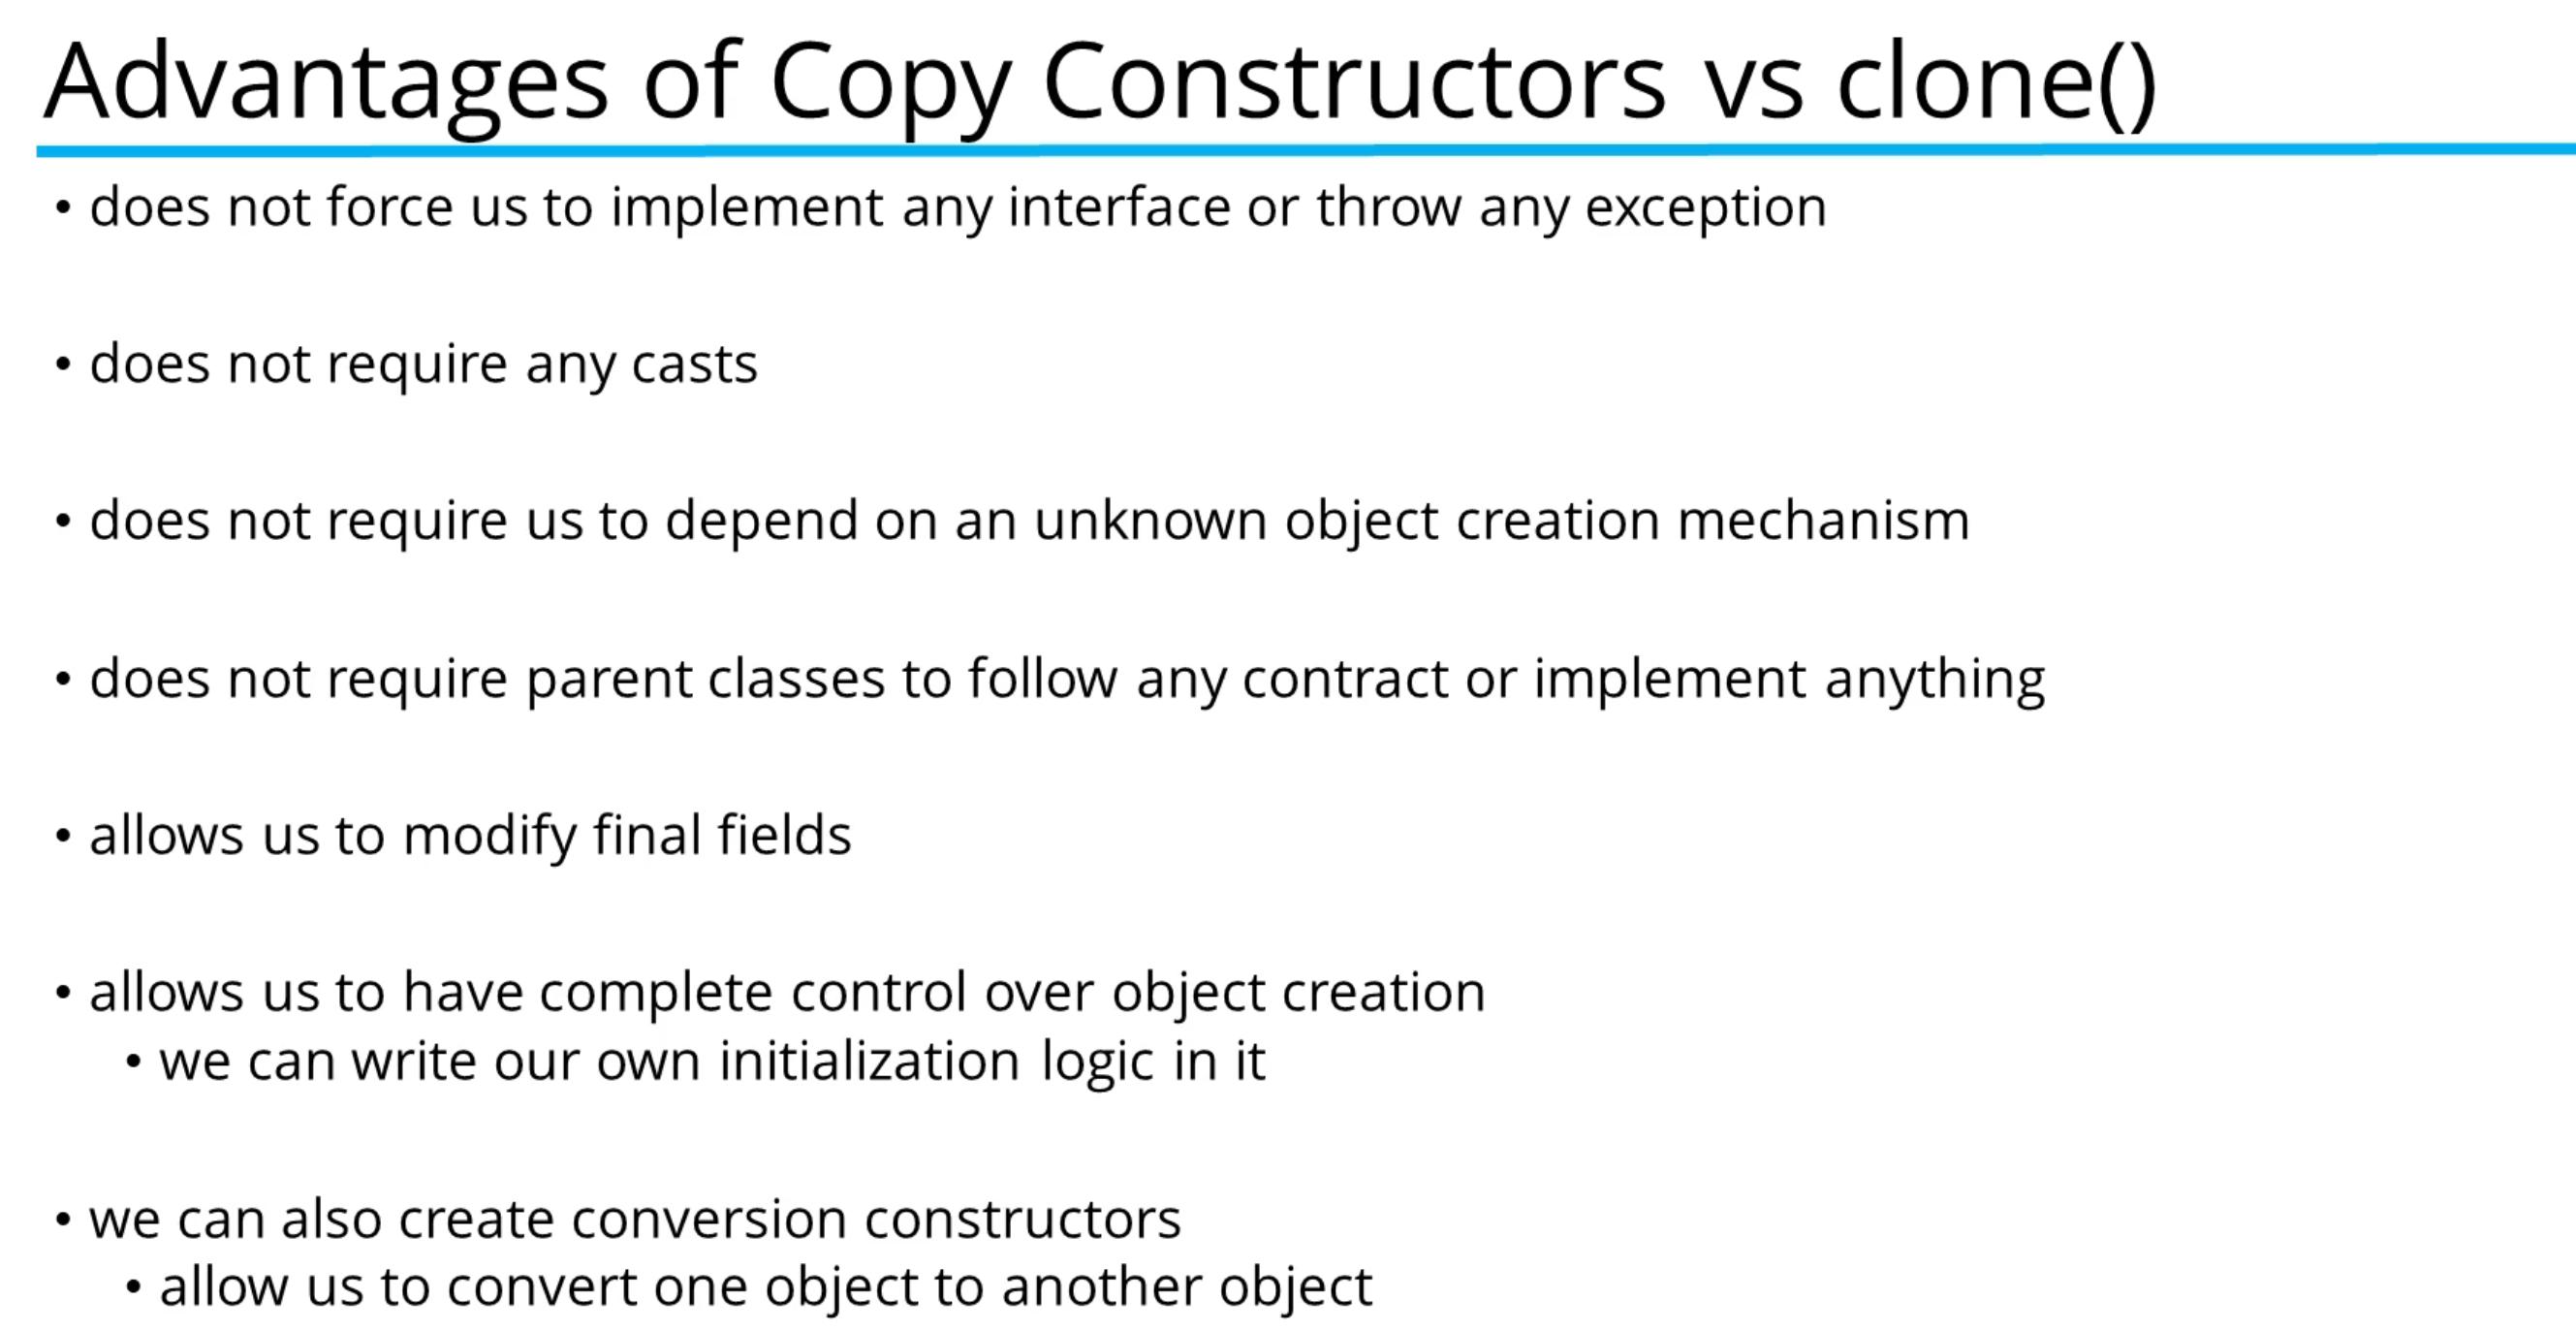 Advantages of Copy Constructors vs clone()
• does not force us to implement any interface or throw any exception
• does not require any casts
• does not require us to depend on an unknown object creation mechanism
• does not require parent classes to follow any contract or implement anything
• allows us to modify final fields
• allows us to have complete control over object creation
• we can write our own initialization logic in it
• we can also create conversion constructors
• allow us to convert one object to another object